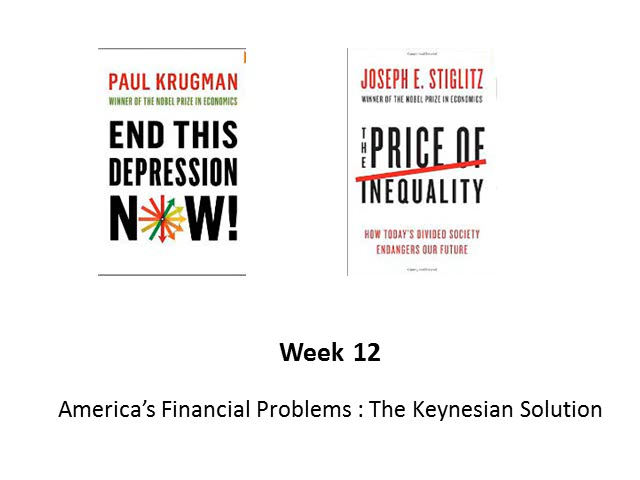 PAUL KRUGMAN
WINNER OF THE NOBEL PRIZE IN ECONOMICS
END THIS
DEPRESSION
NOW!
JOSEPH E. STIGLITZ
WINNER OF THE NOBEL PRIZE IN ECONOMICS
THE PRICE OF
INEQUALITY
HOW TODAY'S DIVIDED SOCIETY
ENDANGERS OUR FUTURE
Week 12
America’s Financial Problems : The Keynesian Solution